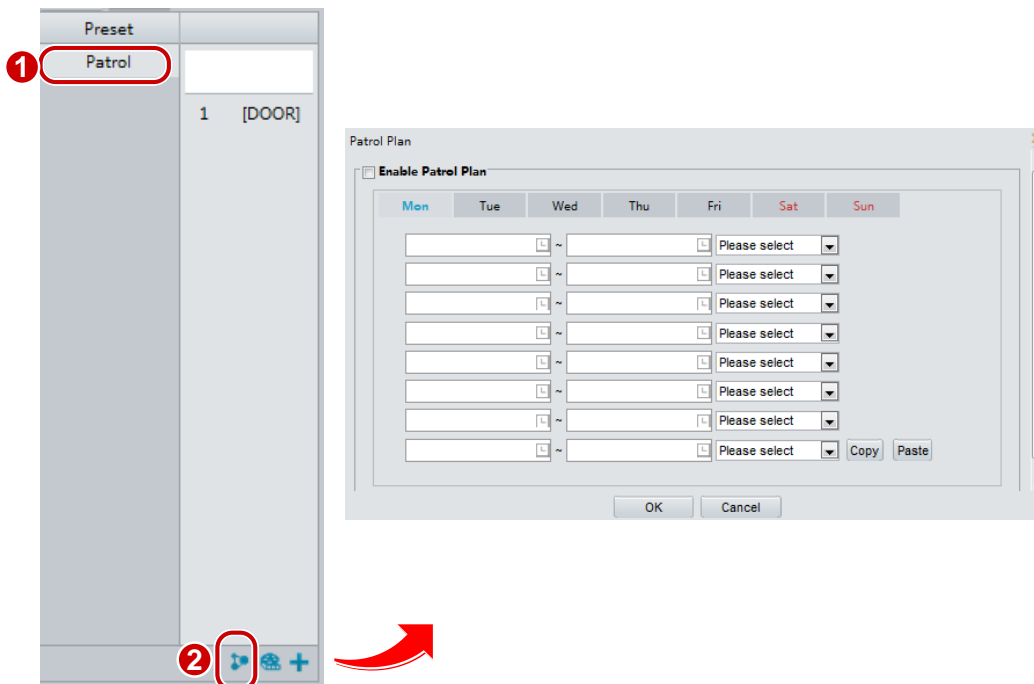 Preset
1
Patrol
1 [DOOR]
2
Patrol Plan
Enable Patrol Plan
Mon Tue Wed Thu Fri Sat Sun
~ Please select
~ Please select
~ Please select
~ Please select
~ Please select
~ Please select
~ Please select
~ Please select Copy Paste
OK Cancel